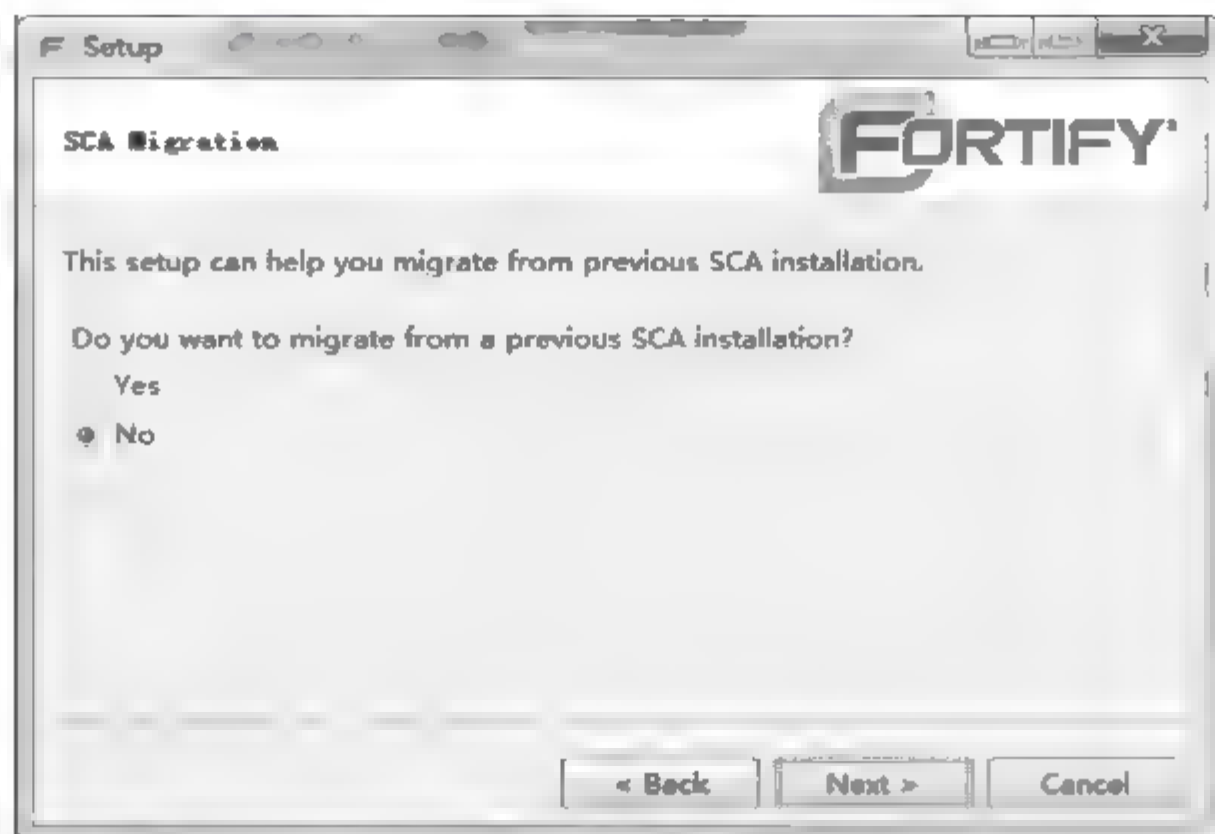 Setup
SCA Migration
FORTIFY
This setup can help you migrate from previous SCA installation.
Do you want to migrate from a previous SCA installation?
Yes
No
< Back
Next >
Cancel